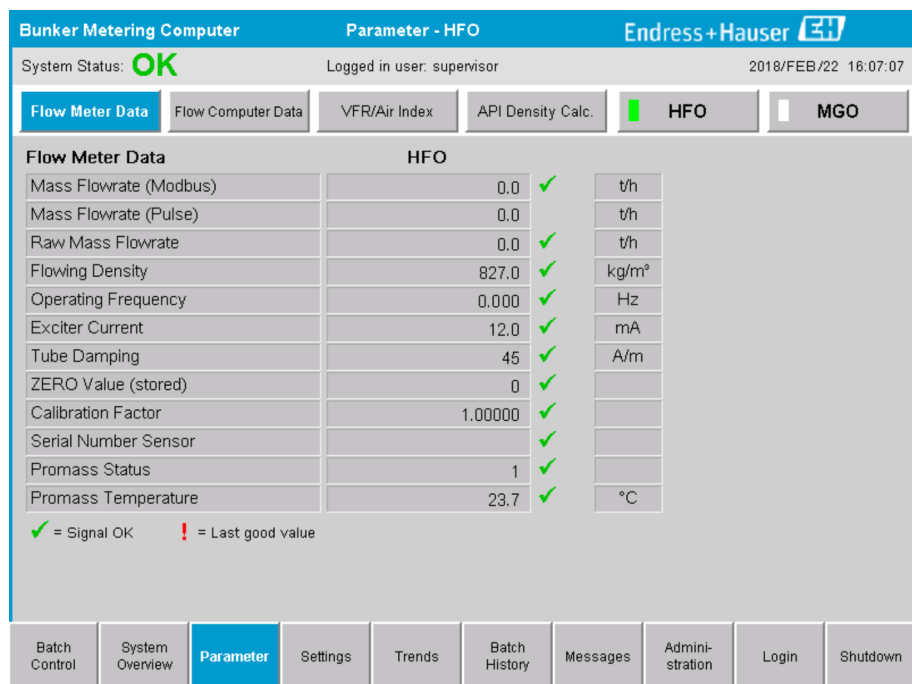 Bunker Metering Computer Parameter - HFO Endress+Hauser EH
System Status: OK Logged in user: supervisor 2018/FEB/22 16:07:07
Flow Meter Data Flow Computer Data VFR/Air Index API Density Calc. HFO MGO
Flow Meter Data HFO
Mass Flowrate (Modbus) 0.0 ✓ t/h
Mass Flowrate (Pulse) 0.0 t/h
Raw Mass Flowrate 0.0 ✓ t/h
Flowing Density 827.0 ✓ kg/m³
Operating Frequency 0.000 ✓ Hz
Exciter Current 12.0 ✓ mA
Tube Damping 45 ✓ A/m
ZERO Value (stored) 0 ✓
Calibration Factor 1.00000 ✓
Serial Number Sensor ✓
Promass Status 1 ✓
Promass Temperature 23.7 ✓ °C
✓ = Signal OK ! = Last good value
Batch Control System Overview Parameter Settings Trends Batch History Messages Admini-stration Login Shutdown